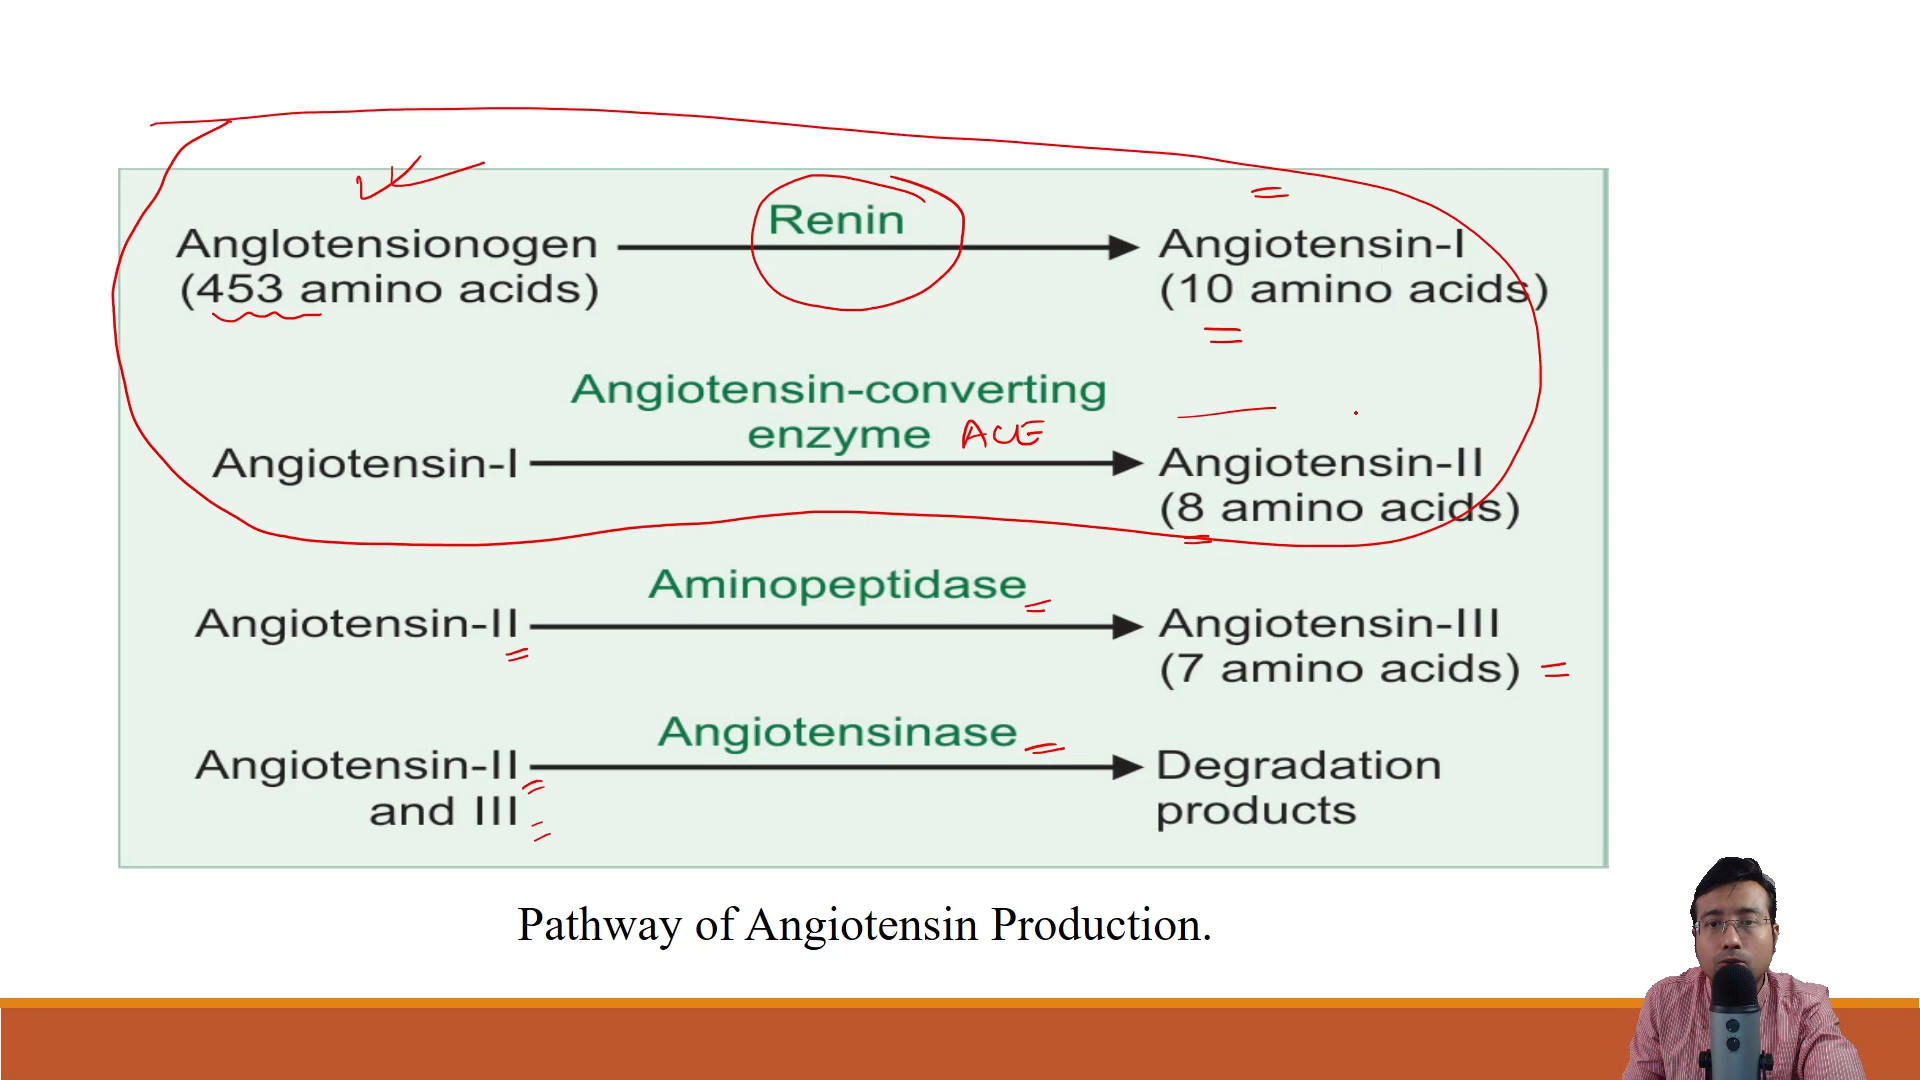 Renin
Anglotensionogen
Angiotensin-I
(453 amino acids)
(10 amino acids)
Angiotensin-converting
enzyme ACE
Angiotensin-I
Angiotensin-II
(8 amino acids)
Aminopeptidase
Angiotensin-II
Angiotensin-III
(7 amino acids)
Angiotensinase
Angiotensin-II
and III
Degradation
products
Pathway of Angiotensin Production.